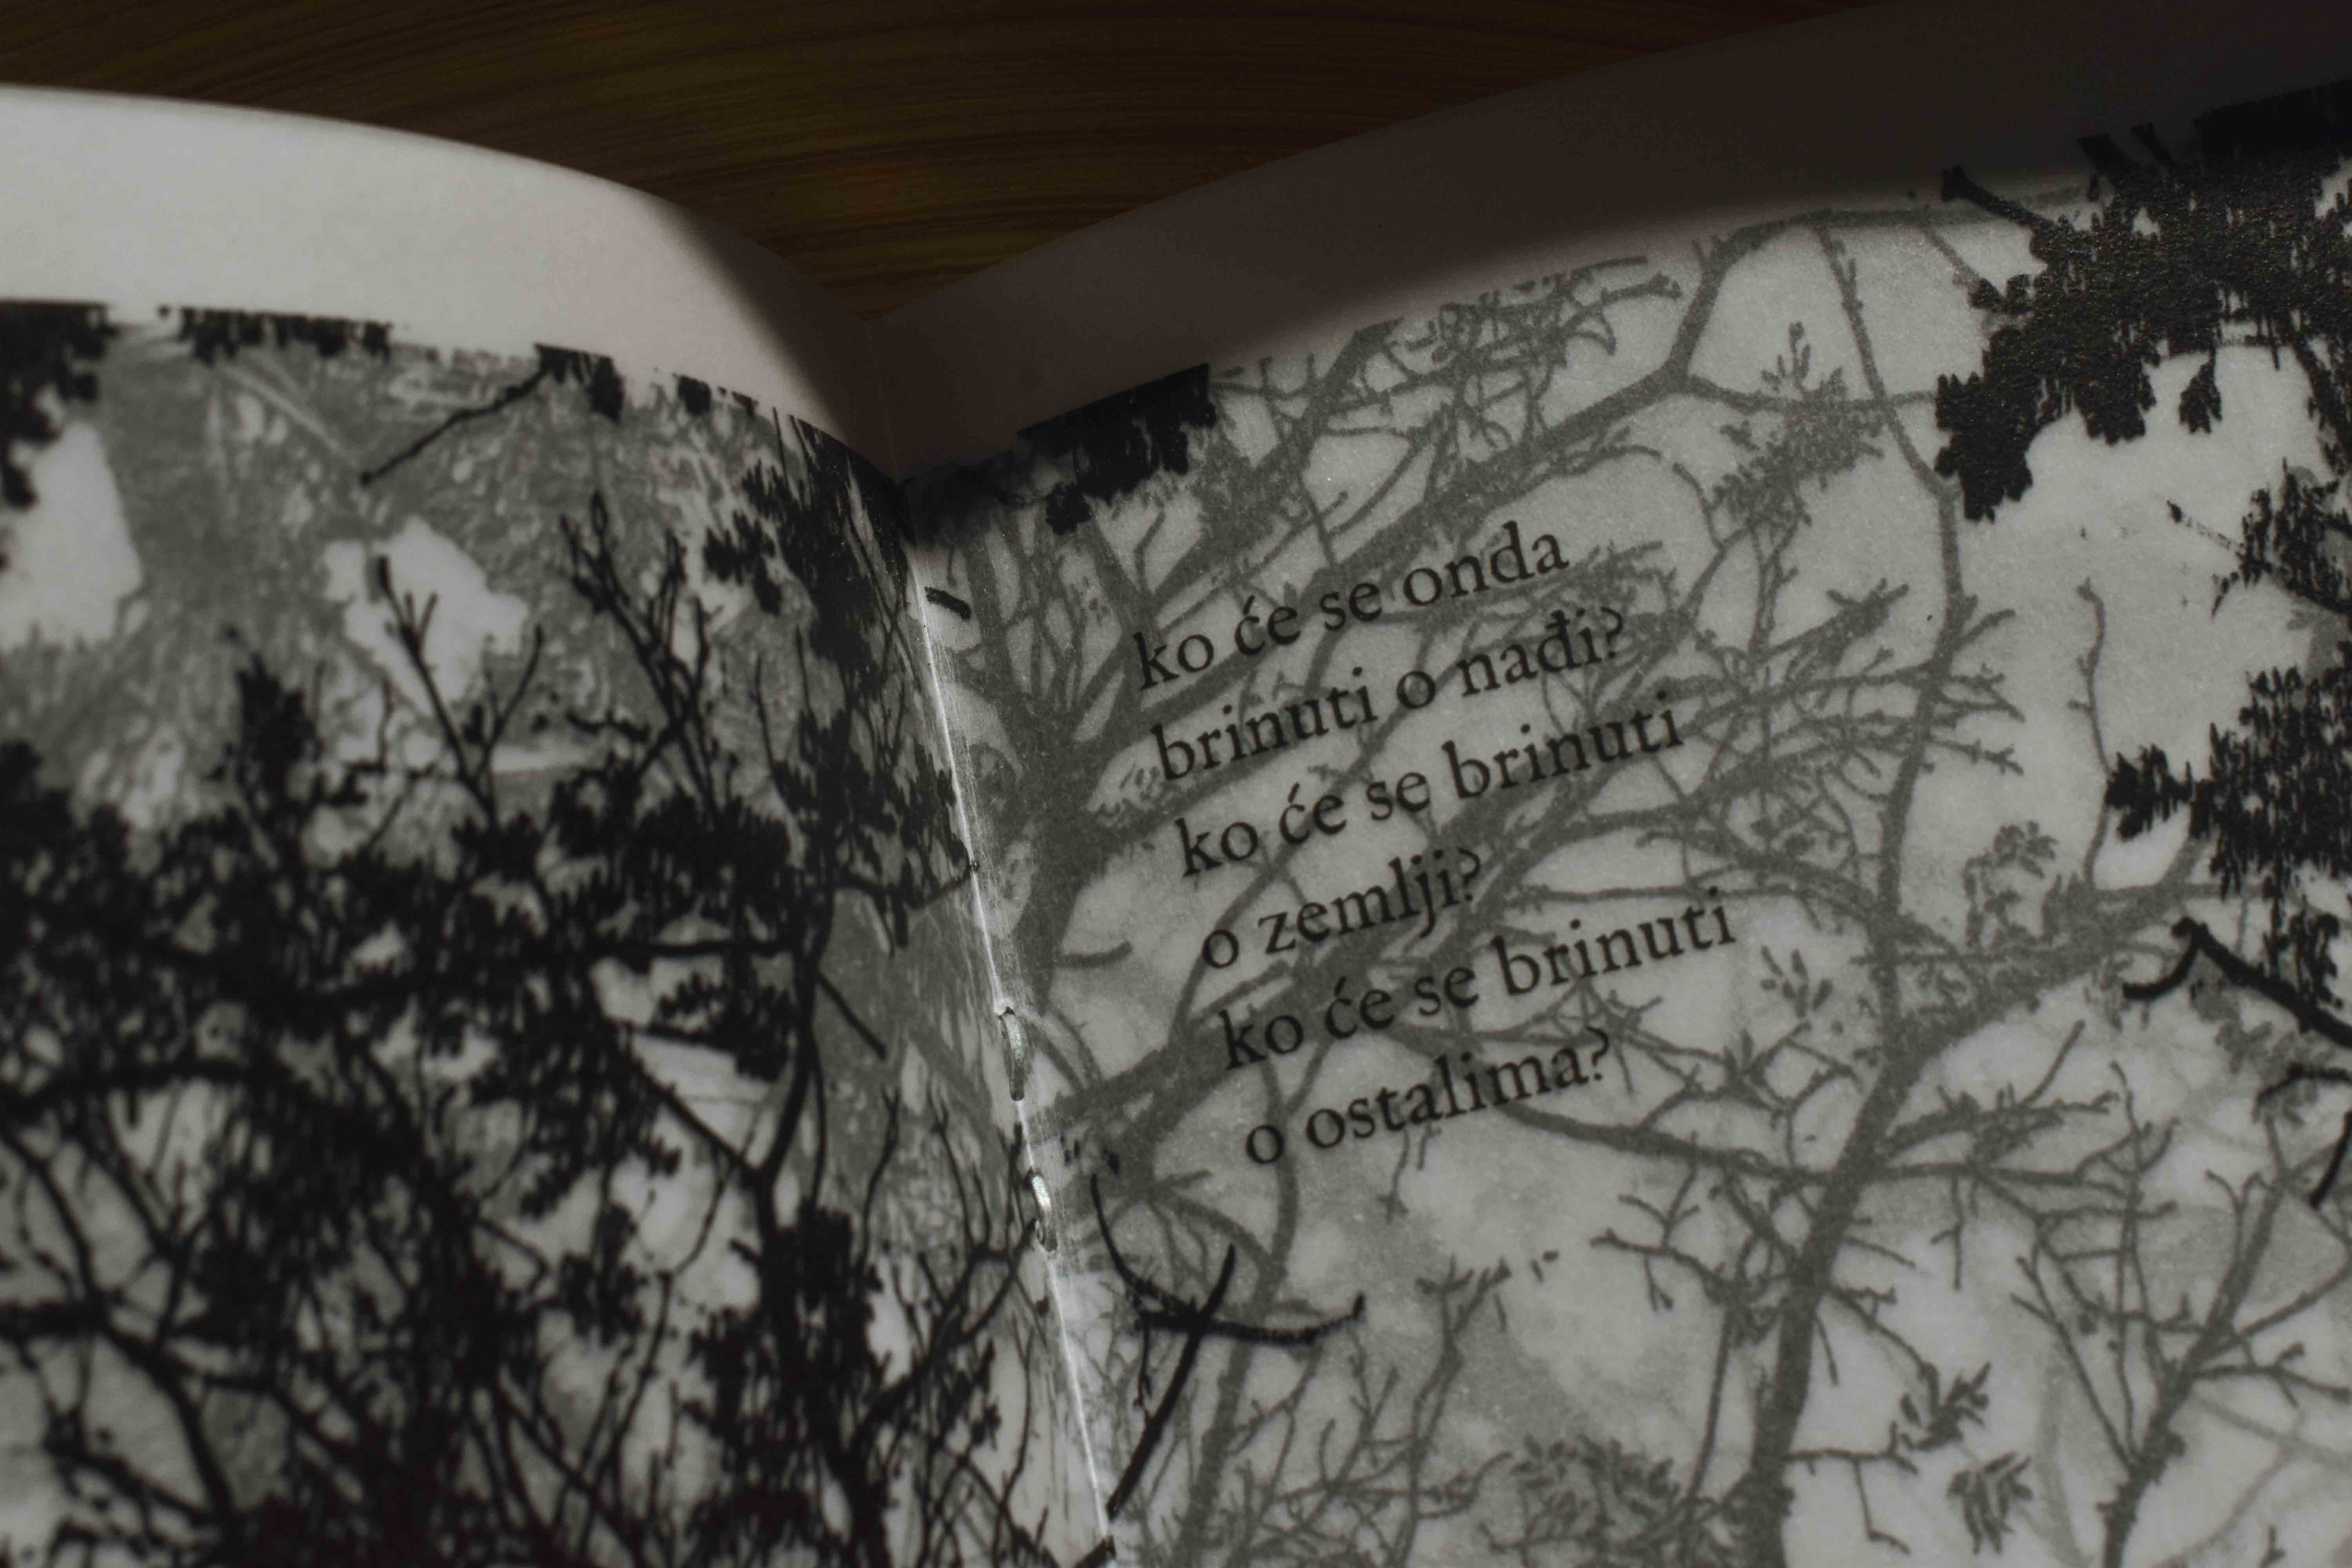 ko će se onda
brinuti o nađi?
ko će se brinuti
o zemlji?
ko će se brinuti
o ostalima?